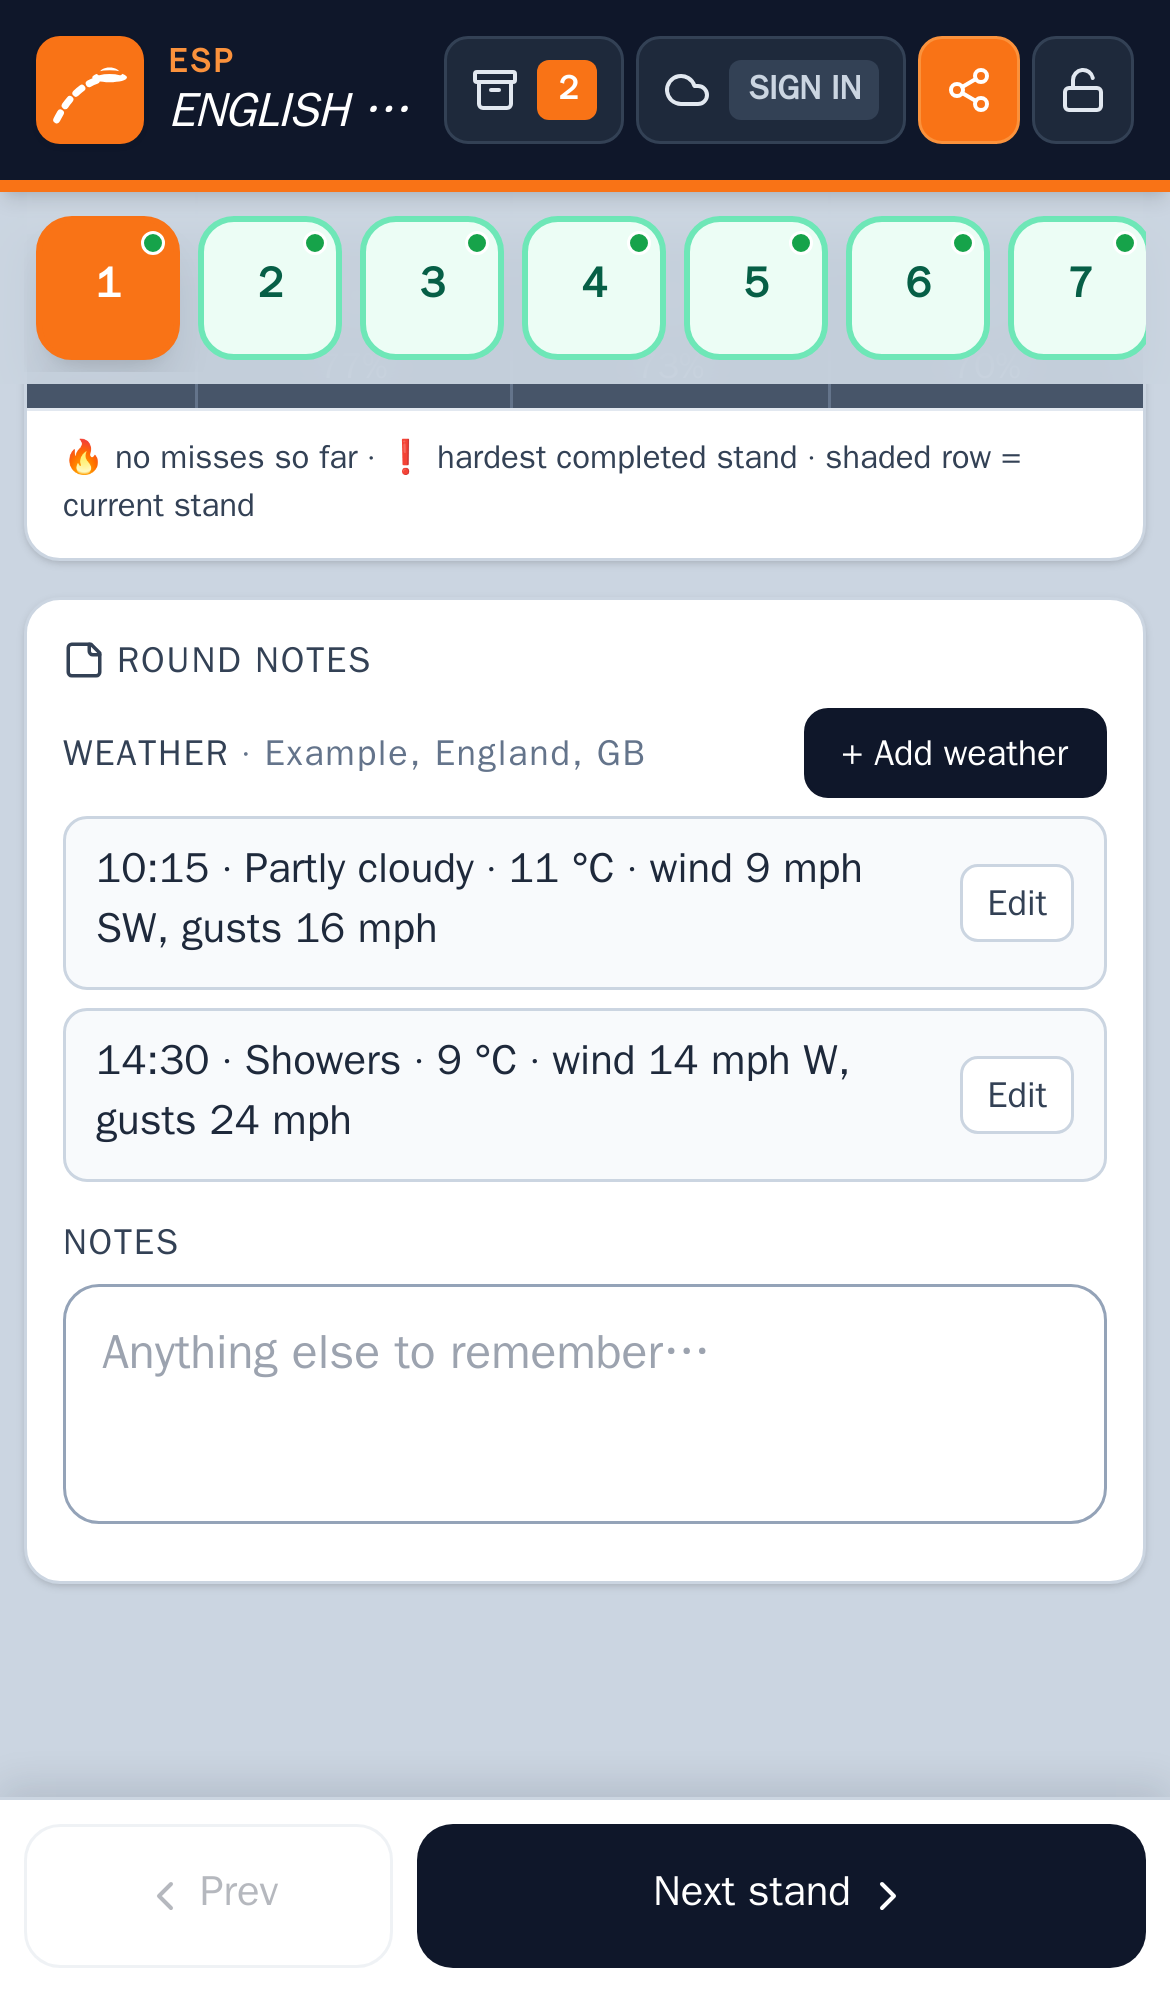 ESP
ENGLISH ···
2
SIGN IN
1
2
3
4
5
6
7
🔥 no misses so far · ❗ hardest completed stand · shaded row =
current stand
ROUND NOTES
WEATHER · Example, England, GB
+ Add weather
10:15 · Partly cloudy · 11 °C · wind 9 mph
SW, gusts 16 mph
Edit
14:30 · Showers · 9 °C · wind 14 mph W,
gusts 24 mph
Edit
NOTES
Anything else to remember···
Prev
Next stand